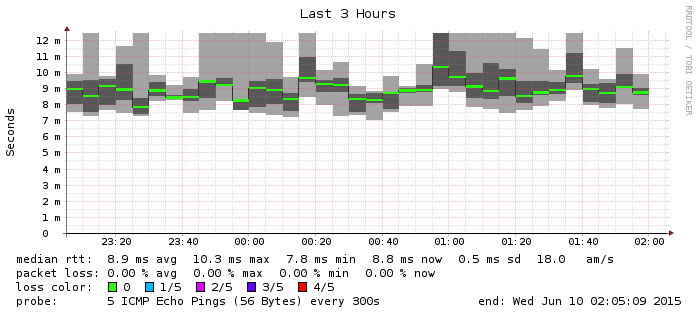 Last 3 Hours
RRDTOOL / TOBI OETIKER
Seconds
12 m
11 m
10 m
9 m
8 m
7 m
6 m
5 m
4 m
3 m
2 m
1 m
0
23:20 23:40 00:00 00:20 00:40 01:00 01:20 01:40 02:00
median rtt: 8.9 ms avg 10.3 ms max 7.8 ms min 8.8 ms now 0.5 ms sd 18.0 am/s
packet loss: 0.00 % avg 0.00 % max 0.00 % min 0.00 % now
loss color: 0 1/5 2/5 3/5 4/5
probe: 5 ICMP Echo Pings (56 Bytes) every 300s end: Wed Jun 10 02:05:09 2015